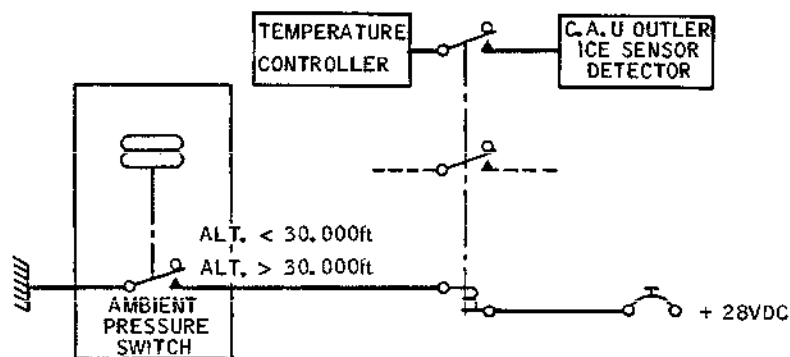 TEMPERATURE
CONTROLLER
C.A.U OUTLER
ICE SENSOR
DETECTOR
ALT. < 30.000ft
ALT. > 30.000ft
AMBIENT
PRESSURE
SWITCH
+ 28VDC